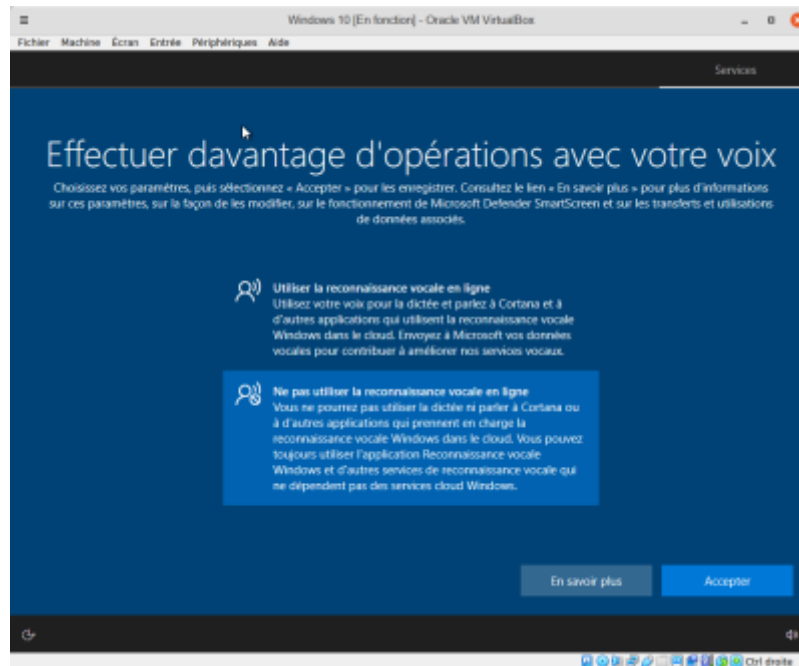 Windows 10 [En fonction] - Oracle VM VirtualBox
Fichier Machine Écran Entrée Périphériques Aide
Services
Effectuer davantage d'opérations avec votre voix
Choisissez vos paramètres, puis sélectionnez « Accepter » pour les enregistrer. Consultez le lien « En savoir plus » pour plus d'informations
sur ces paramètres, sur la façon de les modifier, sur le fonctionnement de Microsoft Defender SmartScreen et sur les transferts et utilisations
de données associés.
Utiliser la reconnaissance vocale en ligne
Utilisez votre voix pour la dictée et parlez à Cortana et à
d'autres applications qui utilisent la reconnaissance vocale
Windows dans le cloud. Envoyez à Microsoft vos données
vocales pour contribuer à améliorer nos services vocaux.
Ne pas utiliser la reconnaissance vocale en ligne
Vous ne pourrez pas utiliser la dictée ni parler à Cortana ou
à d'autres applications qui prennent en charge la
reconnaissance vocale Windows dans le cloud. Vous pouvez
toujours utiliser l'application Reconnaissance vocale
Windows et d'autres services de reconnaissance vocale qui
ne dépendent pas des services cloud Windows.
En savoir plus
Accepter
Ctrl droite